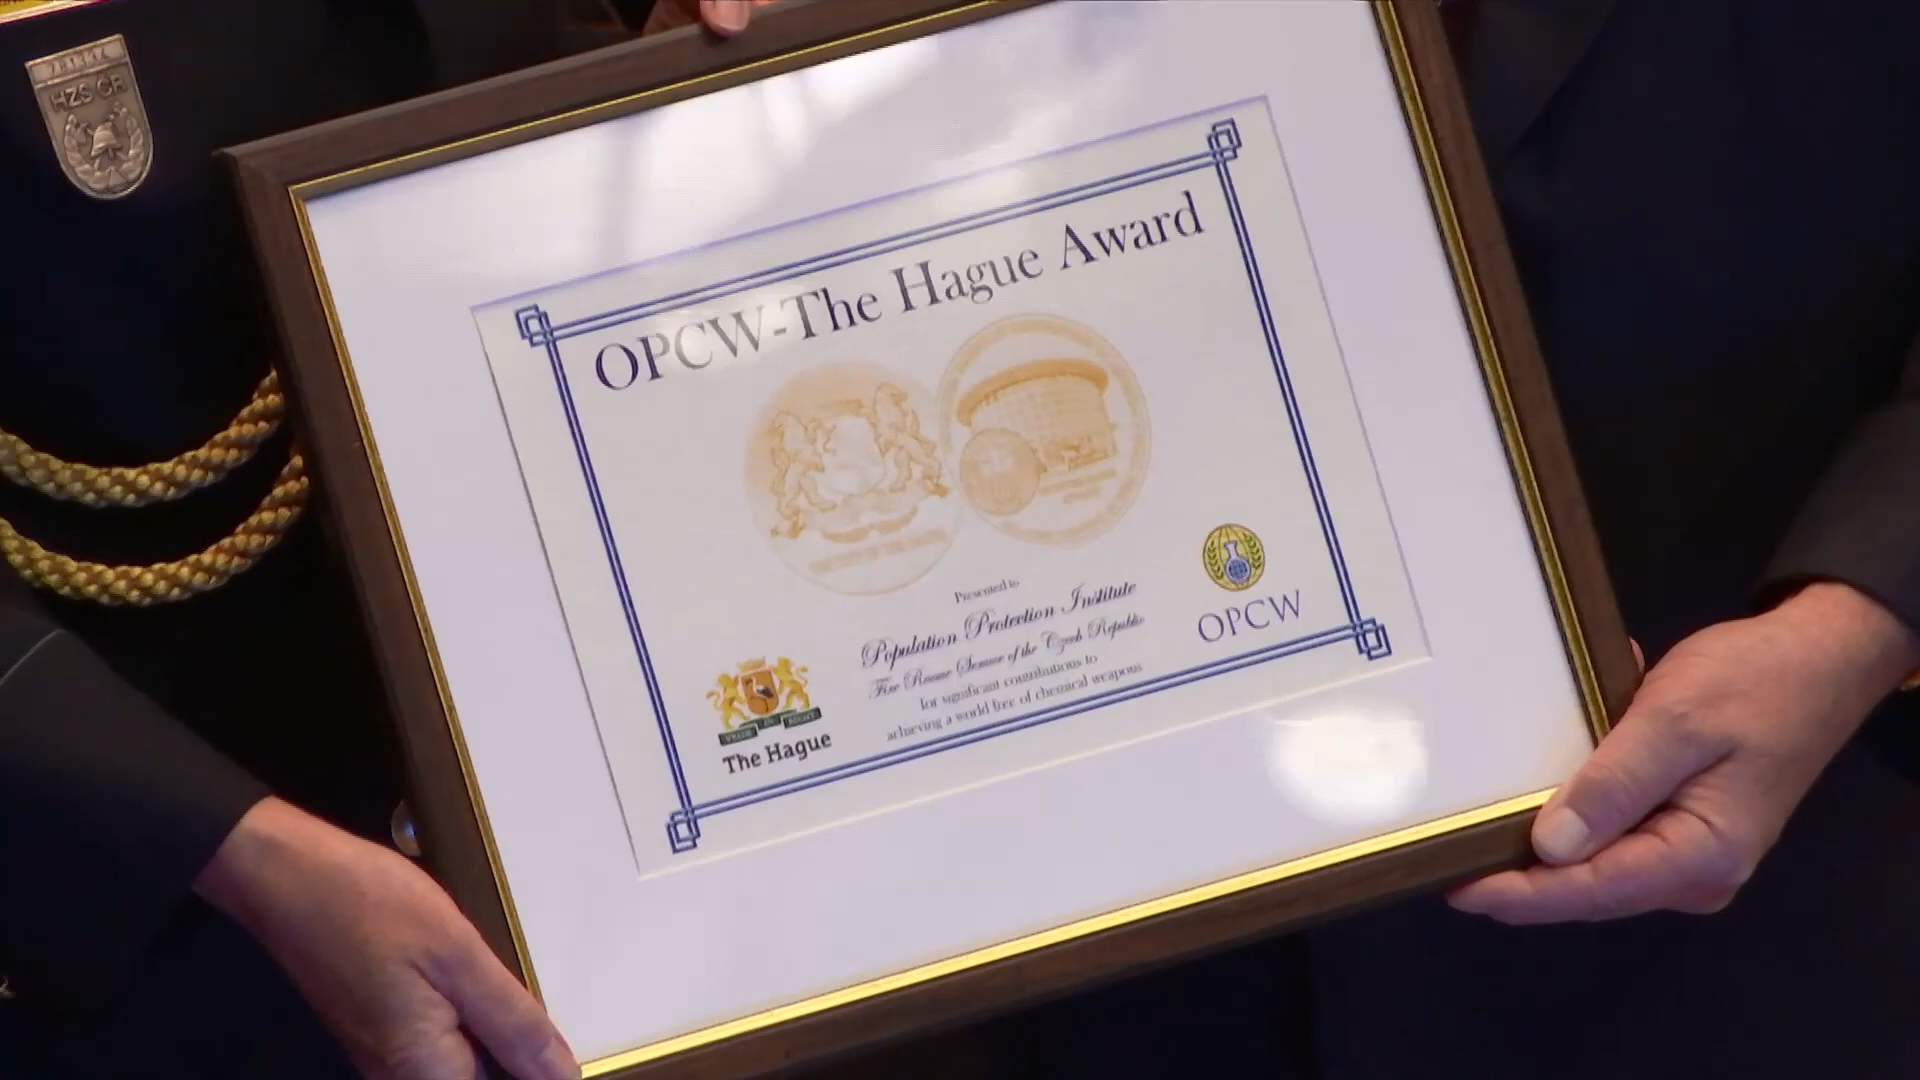 HZS ČR
OPCW-The Hague Award
Presented to
Population Protection Institute
Fire Rescue Service of the Czech Republic
for significant contributions to
achieving a world free of chemical weapons
OPCW
The Hague